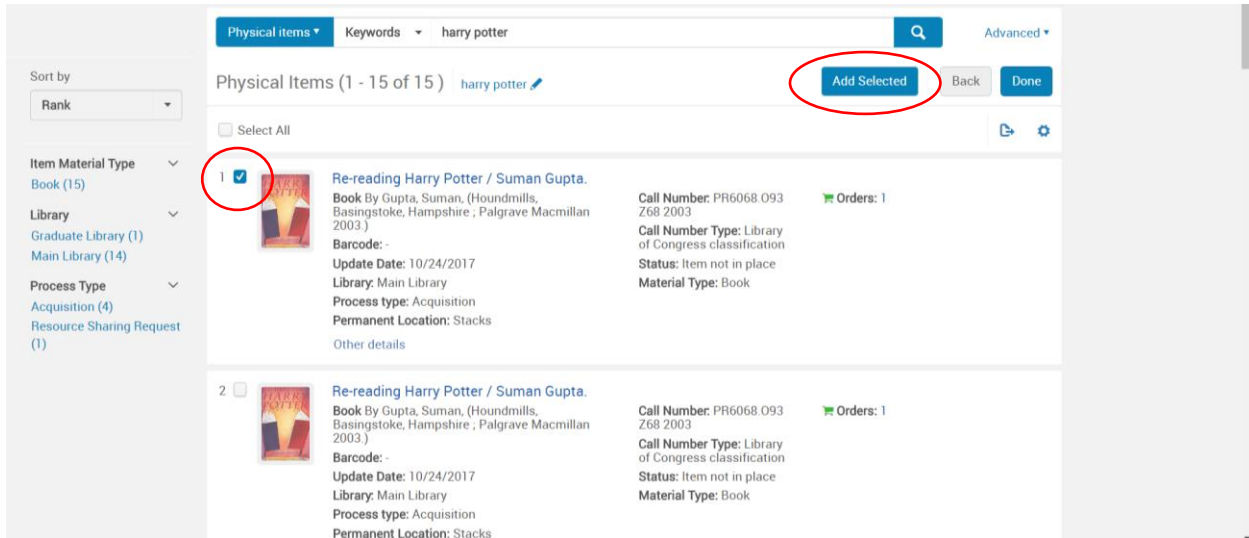 Physical items Keywords harry potter Advanced
Sort by
Rank
Physical Items (1 - 15 of 15 ) harry potter Add Selected Back Done
Select All
Item Material Type
Book (15)
Library
Graduate Library (1)
Main Library (14)
Process Type
Acquisition (4)
Resource Sharing Request
(1)
1
HARRY
POTTER
Re-reading Harry Potter / Suman Gupta.
Book By Gupta, Suman, (Houndmills,
Basingstoke, Hampshire ; Palgrave Macmillan
2003.)
Barcode: -
Update Date: 10/24/2017
Library: Main Library
Process type: Acquisition
Permanent Location: Stacks
Other details
Call Number: PR6068.O93
Z68 2003
Call Number Type: Library
of Congress classification
Status: Item not in place
Material Type: Book
Orders: 1
2
HARRY
POTTER
Re-reading Harry Potter / Suman Gupta.
Book By Gupta, Suman, (Houndmills,
Basingstoke, Hampshire ; Palgrave Macmillan
2003.)
Barcode: -
Update Date: 10/24/2017
Library: Main Library
Process type: Acquisition
Permanent Location: Stacks
Call Number: PR6068.O93
Z68 2003
Call Number Type: Library
of Congress classification
Status: Item not in place
Material Type: Book
Orders: 1